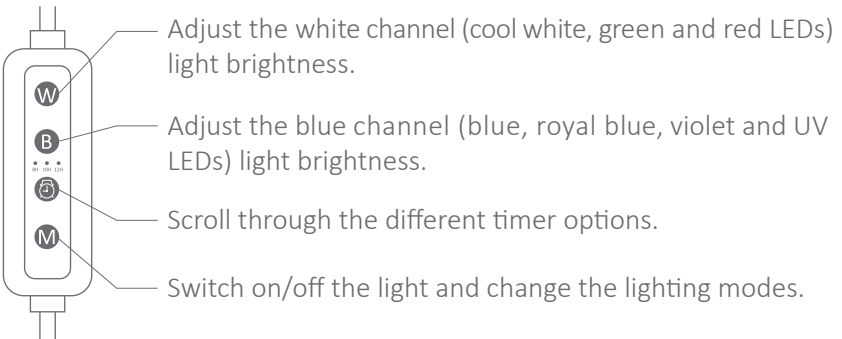 Adjust the white channel (cool white, green and red LEDs)
light brightness.
W
Adjust the blue channel (blue, royal blue, violet and UV
LEDs) light brightness.
B
8H 10H 12H
Scroll through the different timer options.
M
Switch on/off the light and change the lighting modes.